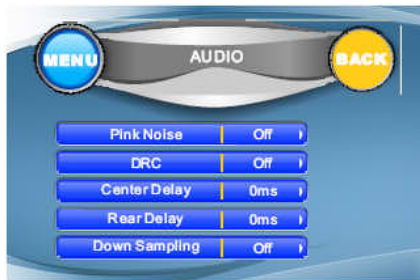 MENU
AUDIO
BACK
Pink Noise Off
DRC Off
Center Delay 0ms
Rear Delay 0ms
Down Sampling Off